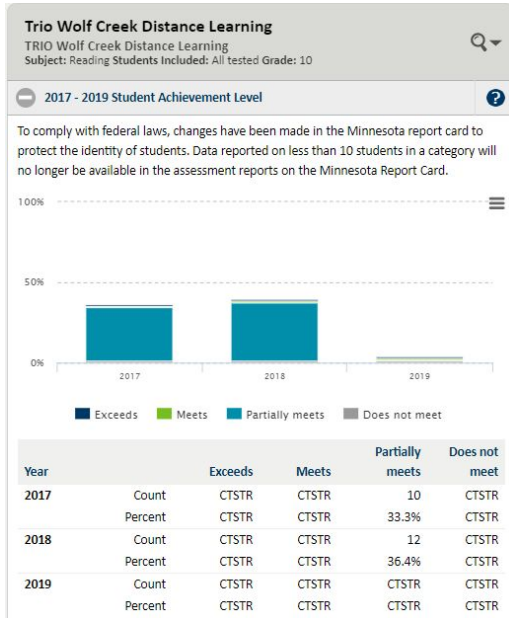 Trio Wolf Creek Distance Learning
TRIO Wolf Creek Distance Learning
Subject: Reading Students Included: All tested Grade: 10
2017 - 2019 Student Achievement Level
?
To comply with federal laws, changes have been made in the Minnesota report card to
protect the identity of students. Data reported on less than 10 students in a category will
no longer be available in the assessment reports on the Minnesota Report Card.
100%
50%
0%
2017 2018 2019
Exceeds Meets Partially meets Does not meet
Partially Does not
Year Exceeds Meets meets meet
2017 Count CTSTR CTSTR 10 CTSTR
Percent CTSTR CTSTR 33.3% CTSTR
2018 Count CTSTR CTSTR 12 CTSTR
Percent CTSTR CTSTR 36.4% CTSTR
2019 Count CTSTR CTSTR CTSTR CTSTR
Percent CTSTR CTSTR CTSTR CTSTR